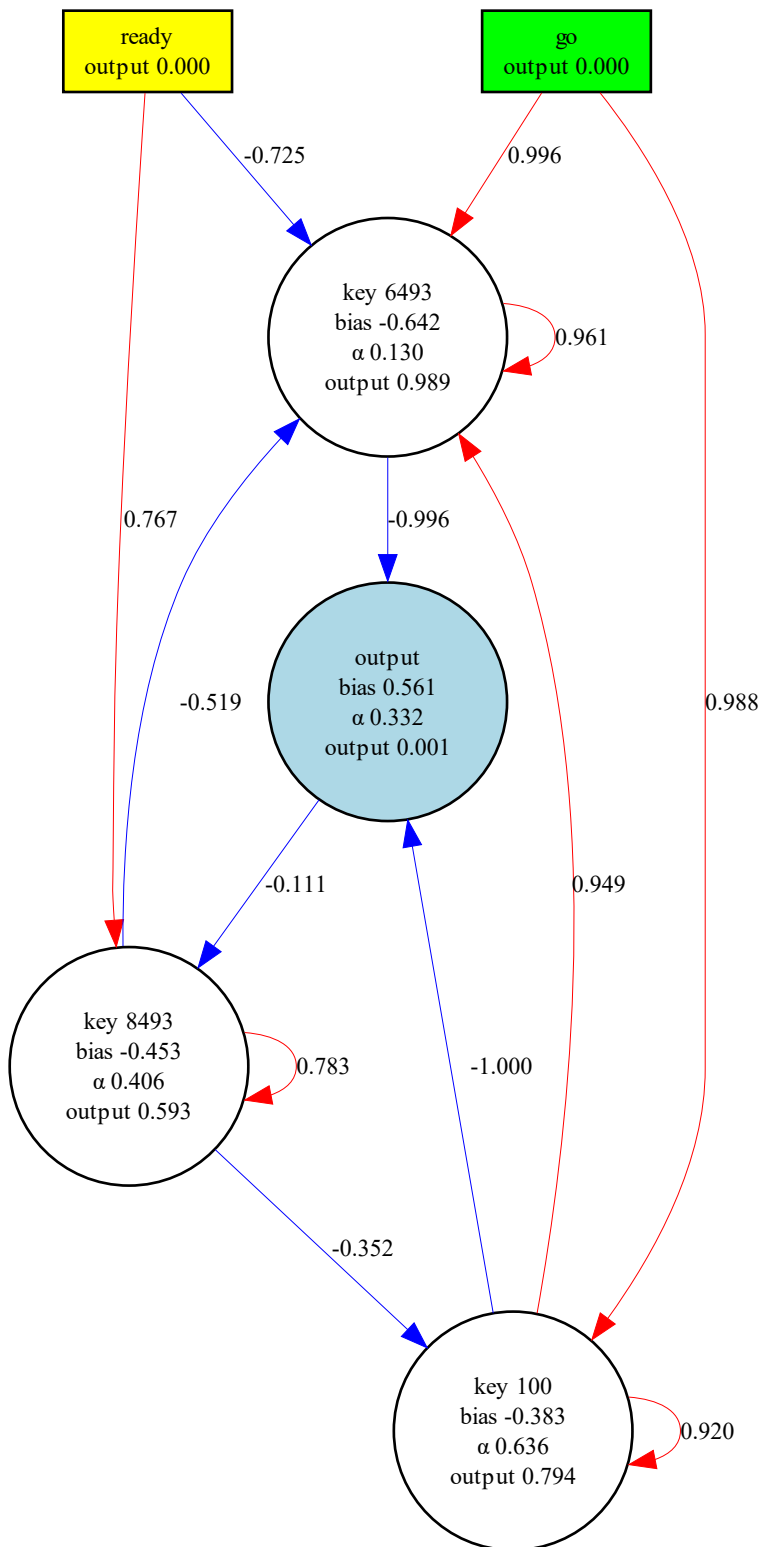 ready
output 0.000
go
output 0.000
-0.725
0.996
key 6493
bias -0.642
α 0.130
output 0.989
0.961
0.767
-0.996
-0.519
output
bias 0.561
α 0.332
output 0.001
0.988
-0.111
0.949
key 8493
bias -0.453
α 0.406
output 0.593
0.783
-1.000
-0.352
key 100
bias -0.383
α 0.636
output 0.794
0.920